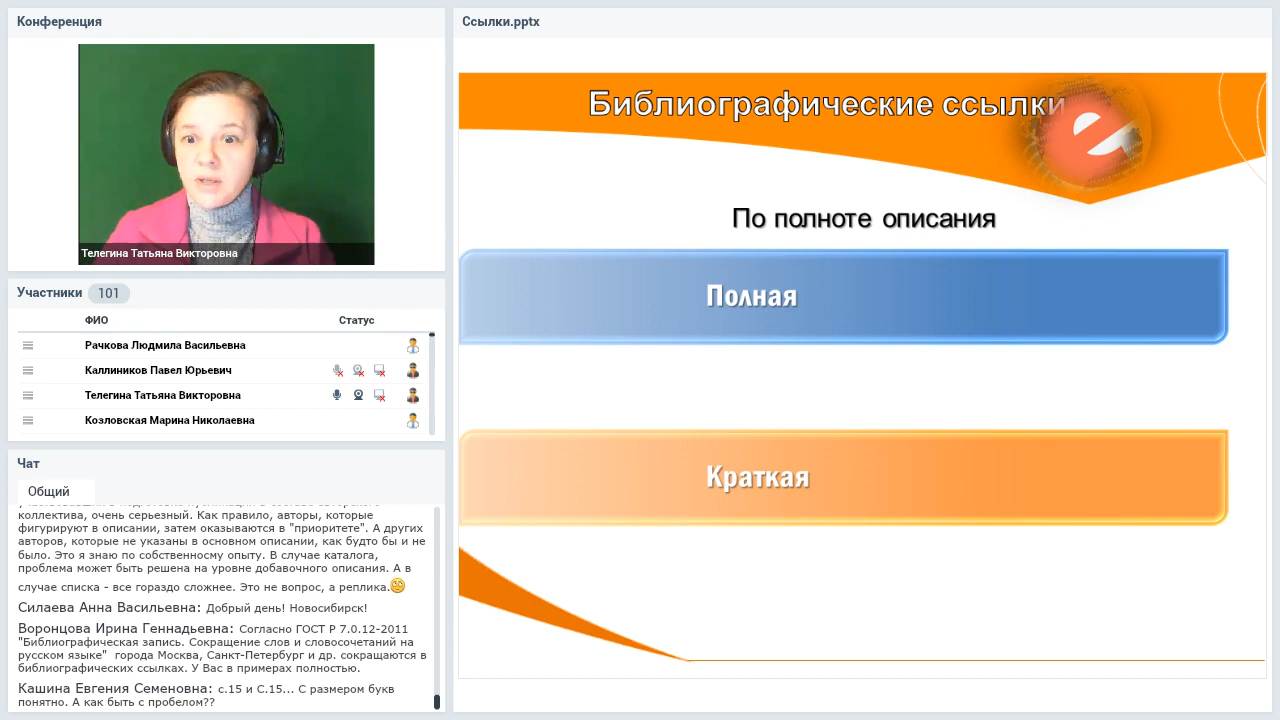 Конференция
Телегина Татьяна Викторовна
Участники 101
ФИО Статус
Рачкова Людмила Васильевна
Каллиников Павел Юрьевич
Телегина Татьяна Викторовна
Козловская Марина Николаевна
Чат
Общий
коллектива, очень серьезный. Как правило, авторы, которые
фигурируют в описании, затем оказываются в "приоритете". А других
авторов, которые не указаны в основном описании, как будто бы и не
было. Это я знаю по собственному опыту. В случае каталога,
проблема может быть решена на уровне добавочного описания. А в
случае списка - все гораздо сложнее. Это не вопрос, а реплика.
Силаева Анна Васильевна: Добрый день! Новосибирск!
Воронцова Ирина Геннадьевна: Согласно ГОСТ Р 7.0.12-2011
"Библиографическая запись. Сокращение слов и словосочетаний на
русском языке" города Москва, Санкт-Петербург и др. сокращаются в
библиографических ссылках. У Вас в примерах полностью.
Кашина Евгения Семеновна: с.15 и С.15... С размером букв
понятно. А как быть с пробелом??
Ссылки.pptx
Библиографические ссылки
По полноте описания
Полная
Краткая